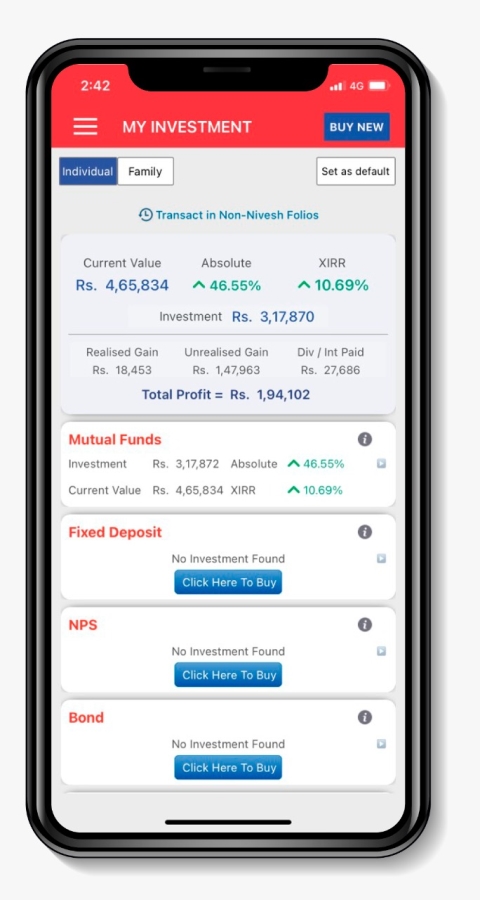 2:42 4G
MY INVESTMENT BUY NEW
Individual Family Set as default
Transact in Non-Nivesh Folios
Current Value Absolute XIRR
Rs. 4,65,834 46.55% 10.69%
Investment Rs. 3,17,870
Realised Gain Unrealised Gain Div / Int Paid
Rs. 18,453 Rs. 1,47,963 Rs. 27,686
Total Profit = Rs. 1,94,102
Mutual Funds
Investment Rs. 3,17,872 Absolute 46.55%
Current Value Rs. 4,65,834 XIRR 10.69%
Fixed Deposit
No Investment Found
Click Here To Buy
NPS
No Investment Found
Click Here To Buy
Bond
No Investment Found
Click Here To Buy